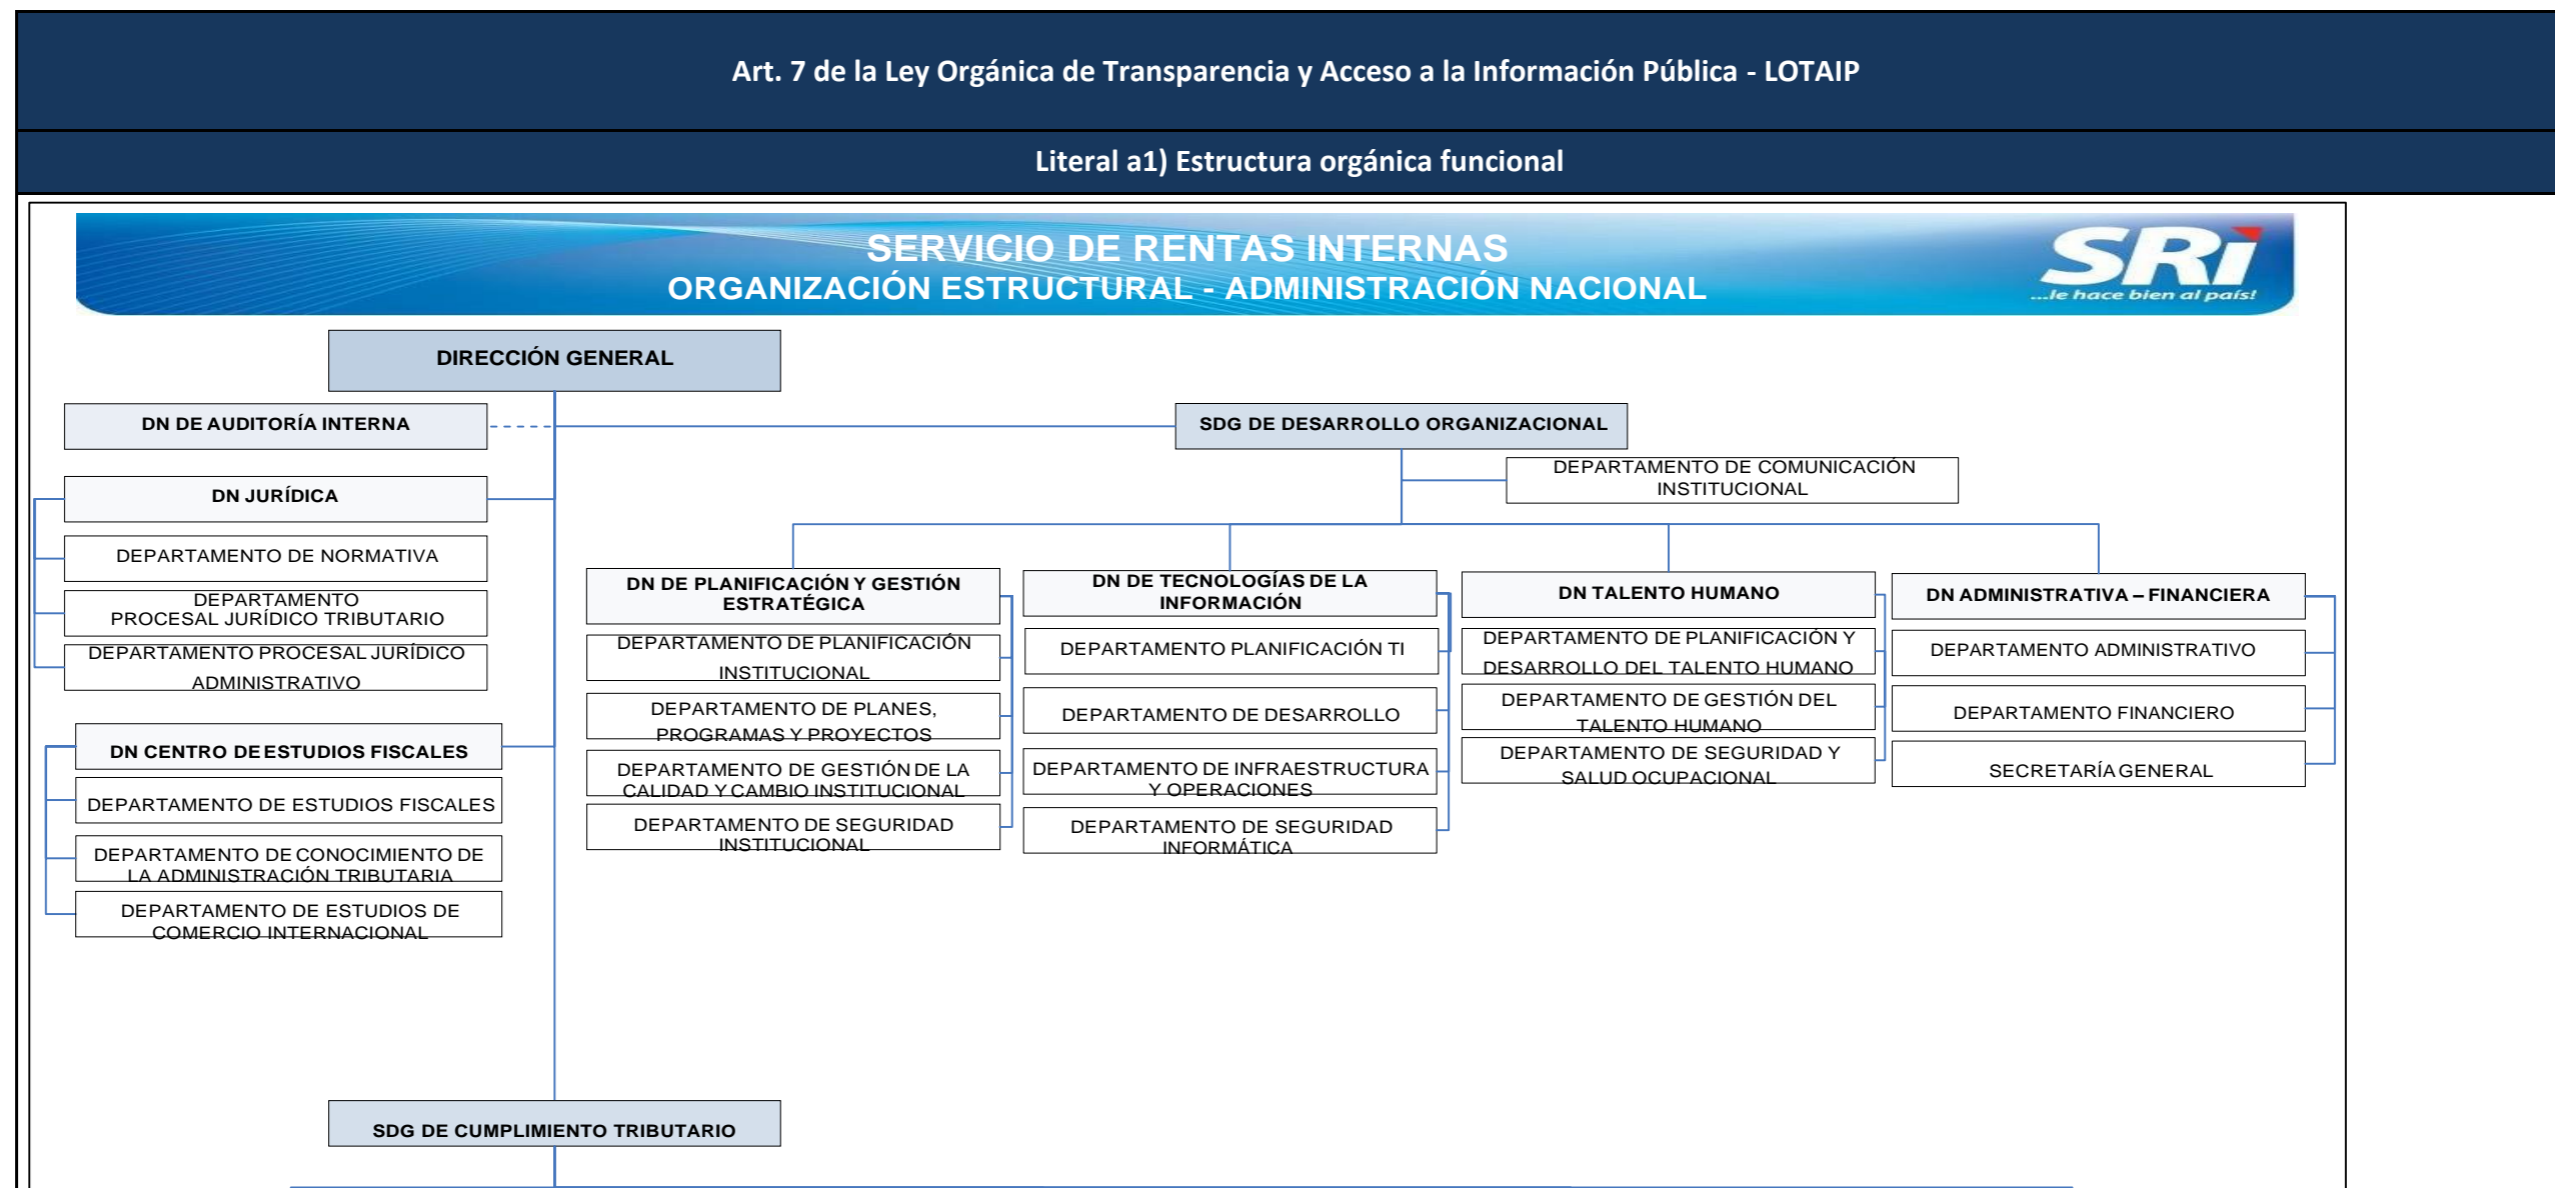 Art. 7 de la Ley Orgánica de Transparencia y Acceso a la Información Pública - LOTAIP
Literal a1) Estructura orgánica funcional
SERVICIO DE RENTAS INTERNAS
ORGANIZACIÓN ESTRUCTURAL - ADMINISTRACIÓN NACIONAL
SRi
...le hace bien al país!
DIRECCIÓN GENERAL
DN DE AUDITORÍA INTERNA
DN JURÍDICA
DEPARTAMENTO DE NORMATIVA
DEPARTAMENTO
PROCESAL JURÍDICO TRIBUTARIO
DEPARTAMENTO PROCESAL JURÍDICO
ADMINISTRATIVO
DN CENTRO DE ESTUDIOS FISCALES
DEPARTAMENTO DE ESTUDIOS FISCALES
DEPARTAMENTO DE CONOCIMIENTO DE
LA ADMINISTRACIÓN TRIBUTARIA
DEPARTAMENTO DE ESTUDIOS DE
COMERCIO INTERNACIONAL
SDG DE DESARROLLO ORGANIZACIONAL
DEPARTAMENTO DE COMUNICACIÓN
INSTITUCIONAL
DN DE PLANIFICACIÓN Y GESTIÓN
ESTRATÉGICA
DEPARTAMENTO DE PLANIFICACIÓN
INSTITUCIONAL
DEPARTAMENTO DE PLANES,
PROGRAMAS Y PROYECTOS
DEPARTAMENTO DE GESTIÓN DE LA
CALIDAD Y CAMBIO INSTITUCIONAL
DEPARTAMENTO DE SEGURIDAD
INSTITUCIONAL
DN DE TECNOLOGÍAS DE LA
INFORMACIÓN
DEPARTAMENTO PLANIFICACIÓN TI
DEPARTAMENTO DE DESARROLLO
DEPARTAMENTO DE INFRAESTRUCTURA
Y OPERACIONES
DEPARTAMENTO DE SEGURIDAD
INFORMÁTICA
DN TALENTO HUMANO
DEPARTAMENTO DE PLANIFICACIÓN Y
DESARROLLO DEL TALENTO HUMANO
DEPARTAMENTO DE GESTIÓN DEL
TALENTO HUMANO
DEPARTAMENTO DE SEGURIDAD Y
SALUD OCUPACIONAL
DN ADMINISTRATIVA – FINANCIERA
DEPARTAMENTO ADMINISTRATIVO
DEPARTAMENTO FINANCIERO
SECRETARÍA GENERAL
SDG DE CUMPLIMIENTO TRIBUTARIO